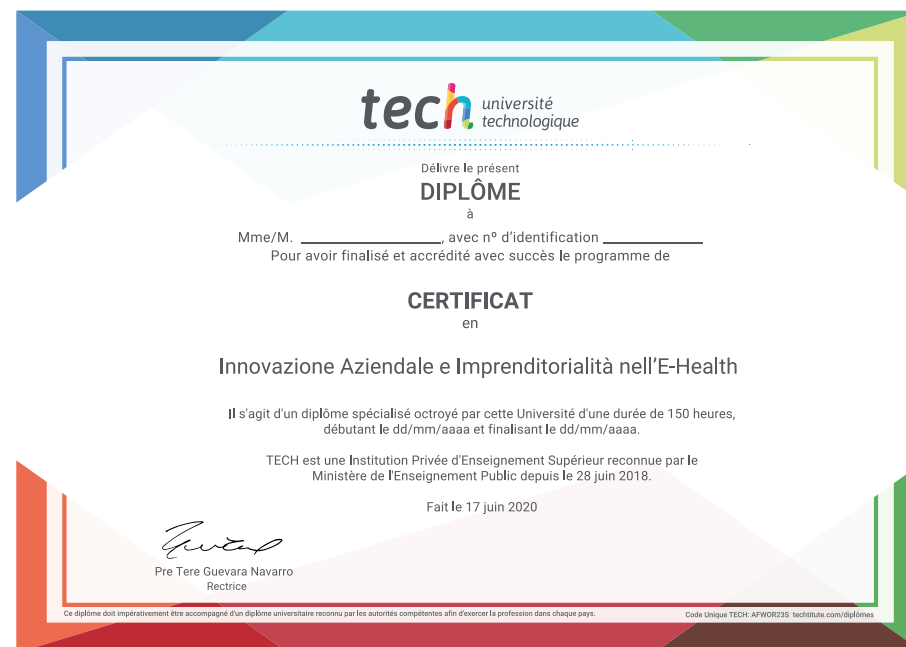 tech université
technologique
Délivre le présent
DIPLÔME
à
Mme/M. ____________________, avec nº d'identification ______________
Pour avoir finalisé et accrédité avec succès le programme de
CERTIFICAT
en
Innovazione Aziendale e Imprenditorialità nell'E-Health
Il s'agit d'un diplôme spécialisé octroyé par cette Université d'une durée de 150 heures,
débutant le dd/mm/aaaa et finalisant le dd/mm/aaaa.
TECH est une Institution Privée d'Enseignement Supérieur reconnue par le
Ministère de l'Enseignement Public depuis le 28 juin 2018.
Fait le 17 juin 2020
Pre Tere Guevara Navarro
Rectrice
Ce diplôme doit impérativement être accompagné d'un diplôme universitaire reconnu par les autorités compétentes afin d'exercer la profession dans chaque pays.
Code Unique TECH: AFWOR23S techtitute.com/diplômes